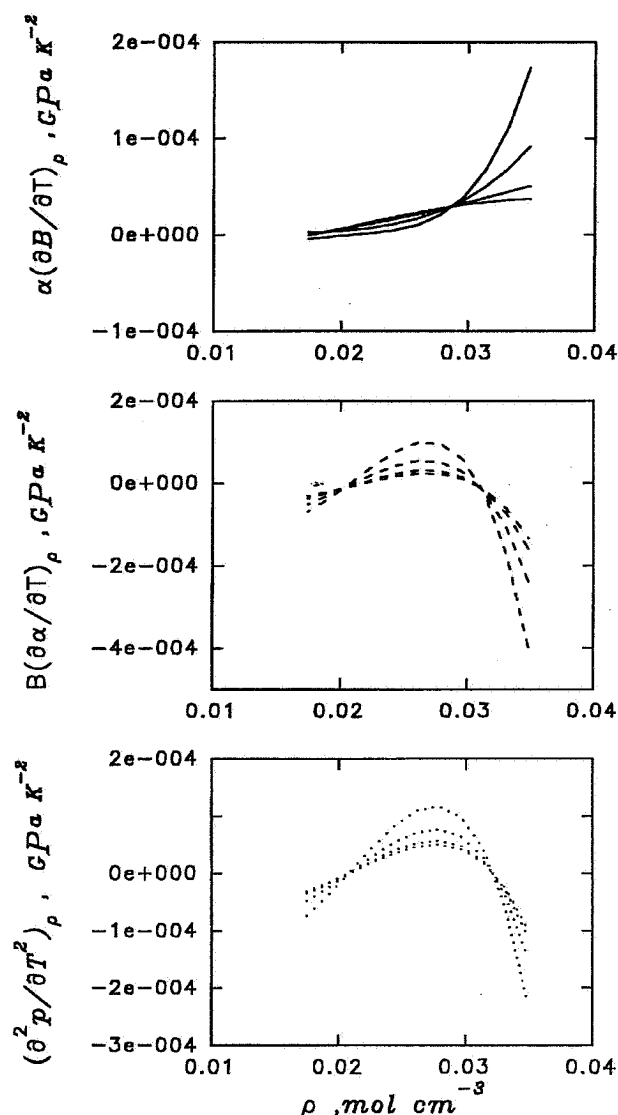 α(∂B/∂T)ρ ,GPa K⁻²
2e-004
1e-004
0e+000
-1e-004
0.01 0.02 0.03 0.04
B(∂α/∂T)ρ ,GPa K⁻²
2e-004
0e+000
-2e-004
-4e-004
0.01 0.02 0.03 0.04
(∂²p/∂T²)ρ , GPa K⁻²
2e-004
0e+000
-1e-004
-2e-004
-3e-004
0.01 0.02 0.03 0.04
ρ ,mol cm⁻³